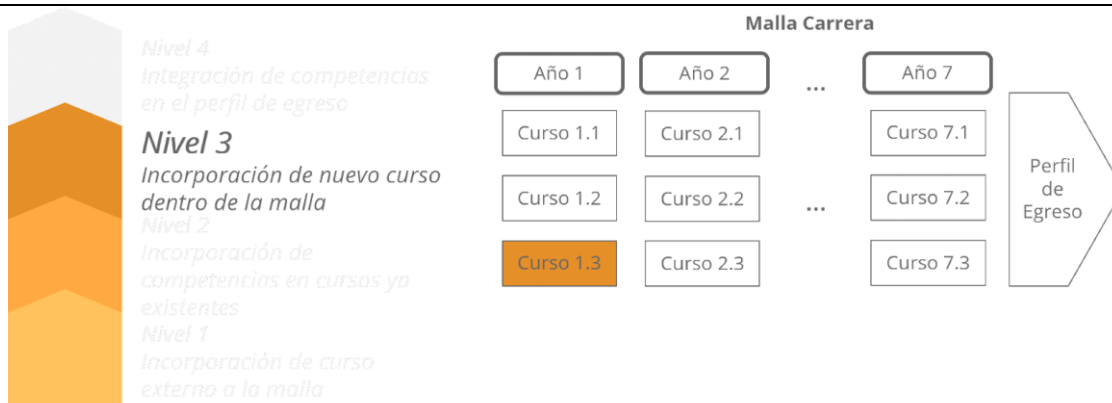 Nivel 4
Integración de competencias
en el perfil de egreso
Nivel 3
Incorporación de nuevo curso
dentro de la malla
Nivel 2
Incorporación de
competencias en cursos ya
existentes
Nivel 1
Incorporación de curso
externo a la malla
Malla Carrera
Año 1
Año 2
...
Año 7
Curso 1.1
Curso 2.1
Curso 7.1
Curso 1.2
Curso 2.2
...
Curso 7.2
Curso 1.3
Curso 2.3
Curso 7.3
Perfil
de
Egreso